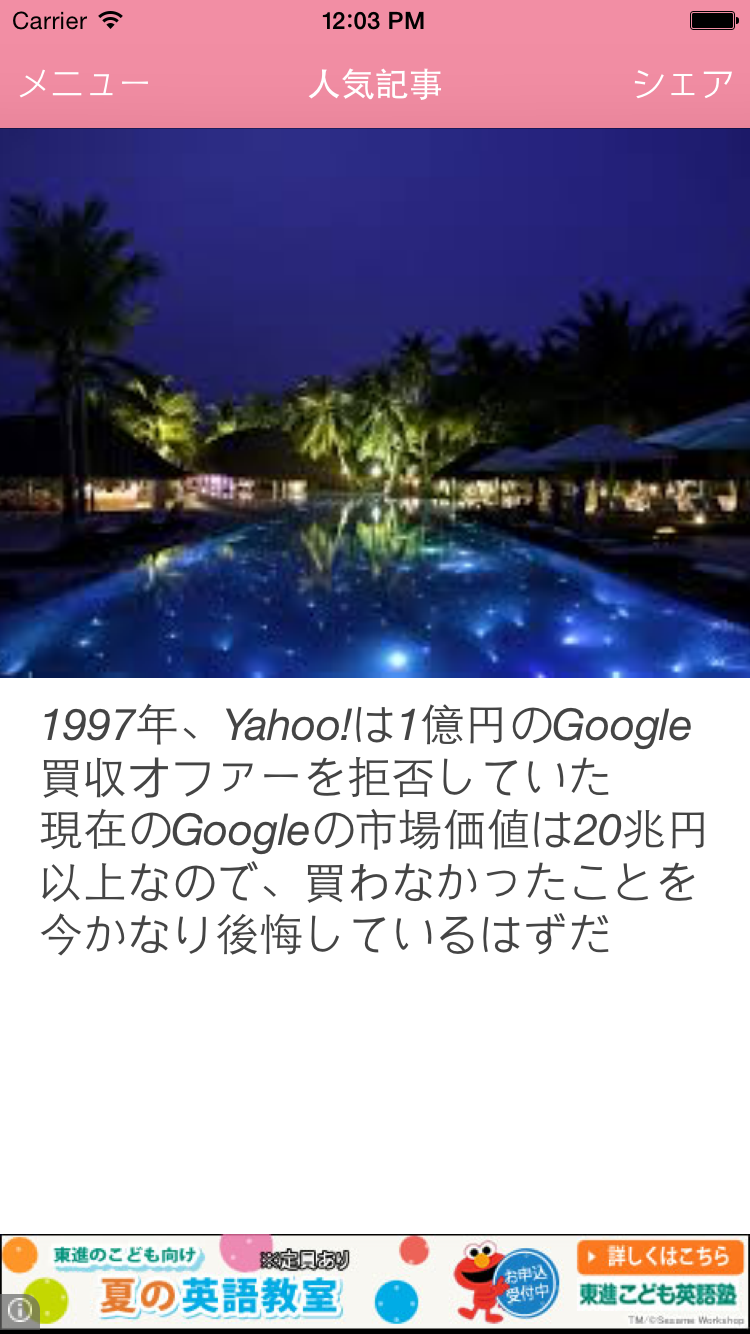 Carrier 12:03 PM
メニュー 人気記事 シェア
1997年、Yahoo!は1億円のGoogle
買収オファーを拒否していた
現在のGoogleの市場価値は20兆円
以上なので、買わなかったことを
今かなり後悔しているはずだ
東進のこども向け ※定員あり
夏の英語教室
お申込
受付中
詳しくはこちら
東進こども英語塾
TM/©Sesame Workshop